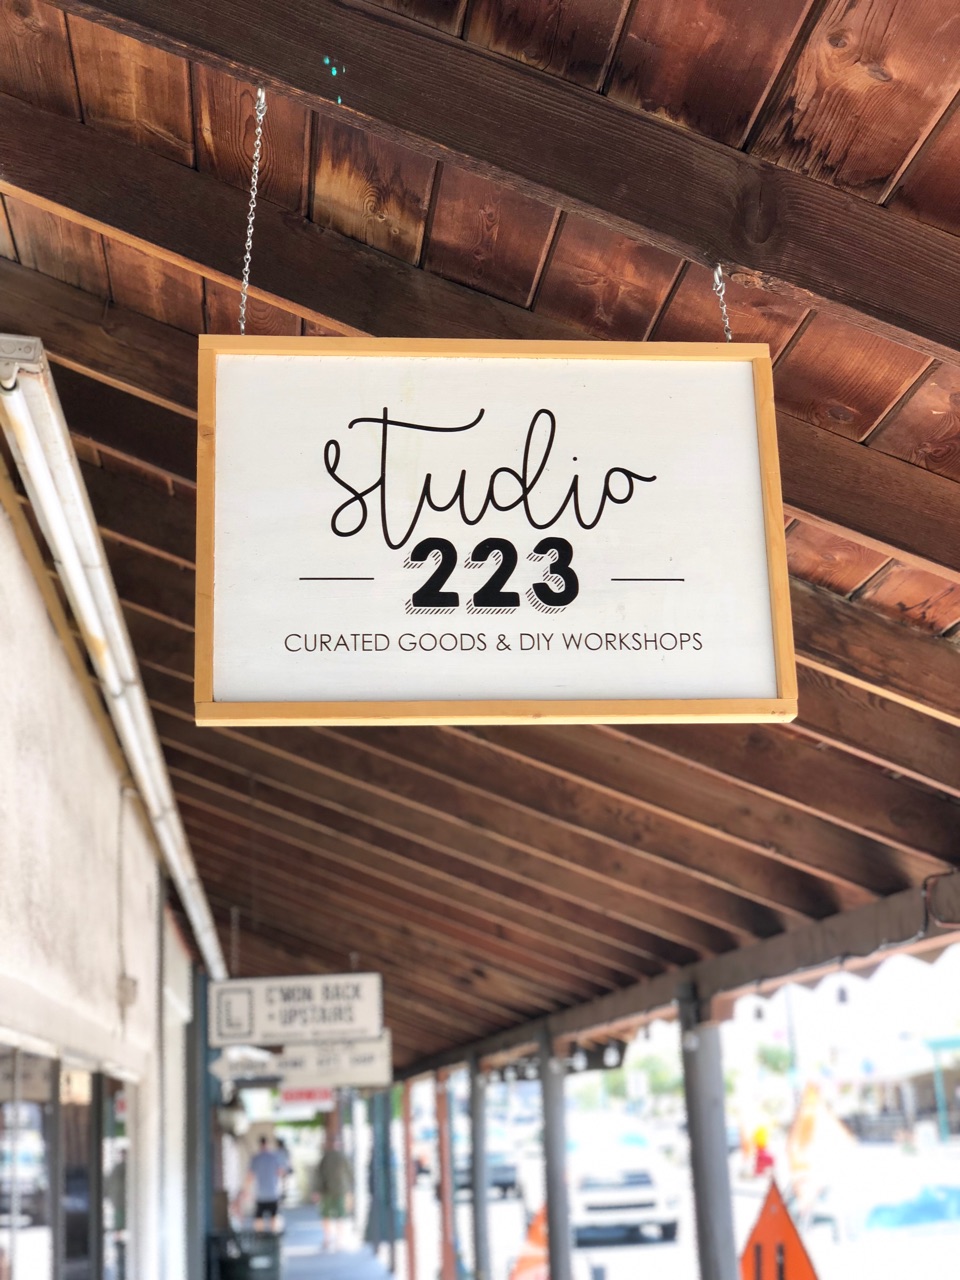 studio
223
CURATED GOODS & DIY WORKSHOPS
C'MON BACK
+ UPSTAIRS